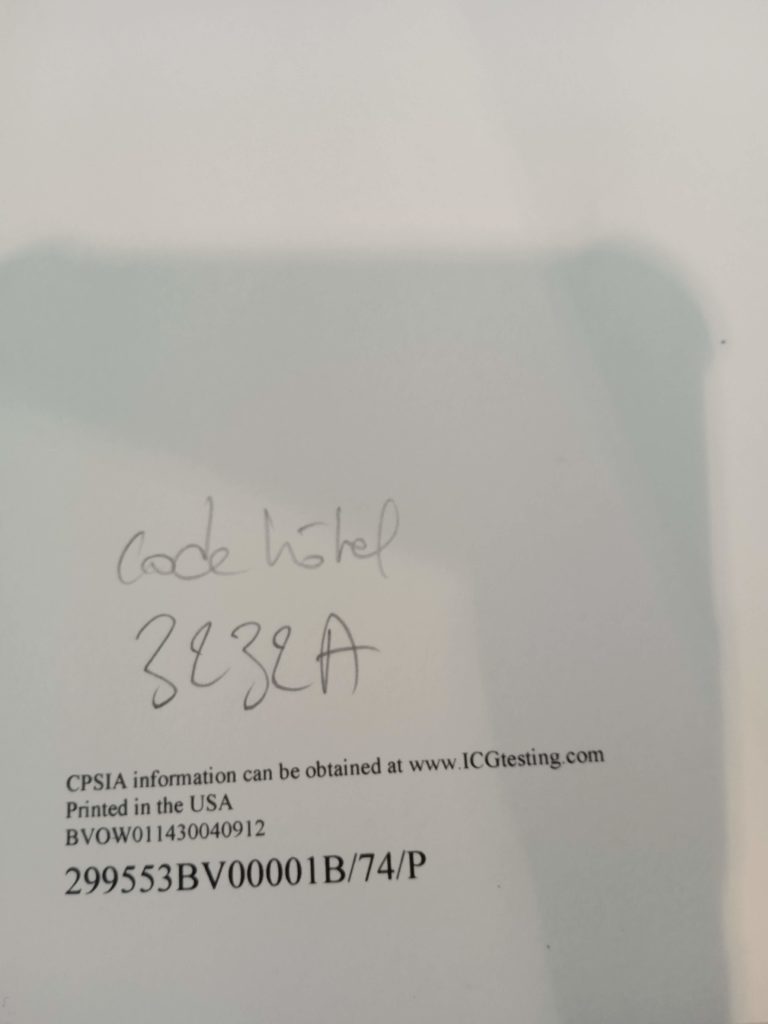 code hôtel
3232A
CPSIA information can be obtained at www.ICGtesting.com
Printed in the USA
BVOW011430040912
299553BV00001B/74/P